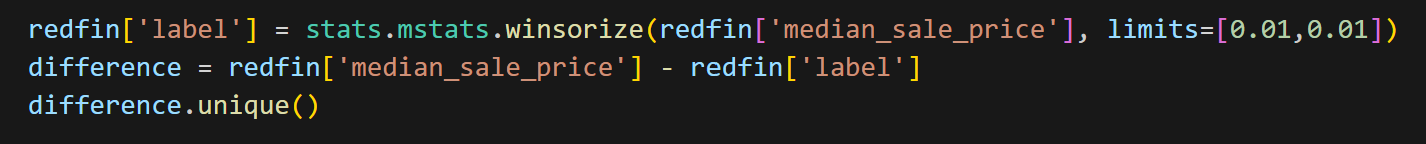 redfin['label'] = stats.mstats.winsorize(redfin['median_sale_price'], limits=[0.01,0.01])
difference = redfin['median_sale_price'] - redfin['label']
difference.unique()